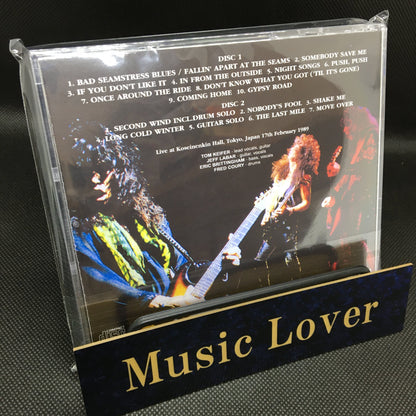 DISC 1
1. BAD SEAMSTRESS BLUES / FALLIN' APART AT THE SEAMS 2. SOMEBODY SAVE ME
3. IF YOU DON'T LIKE IT 4. IN FROM THE OUTSIDE 5. NIGHT SONGS 6. PUSH, PUSH
7. ONCE AROUND THE RIDE 8. DON'T KNOW WHAT YOU GOT ('TIL IT'S GONE)
9. COMING HOME 10. GYPSY ROAD
DISC 2
1. SECOND WIND INCL.DRUM SOLO 2. NOBODY'S FOOL 3. SHAKE ME
4. LONG COLD WINTER 5. GUITAR SOLO 6. THE LAST MILE 7. MOVE OVER
Live at Koseinenkin Hall, Tokyo, Japan 17th February 1989
TOM KEIFER - lead vocals, guitar
JEFF LABAR - guitar, vocals
ERIC BRITTINGHAM - bass, vocals
FRED COURY - drums
Music Lover